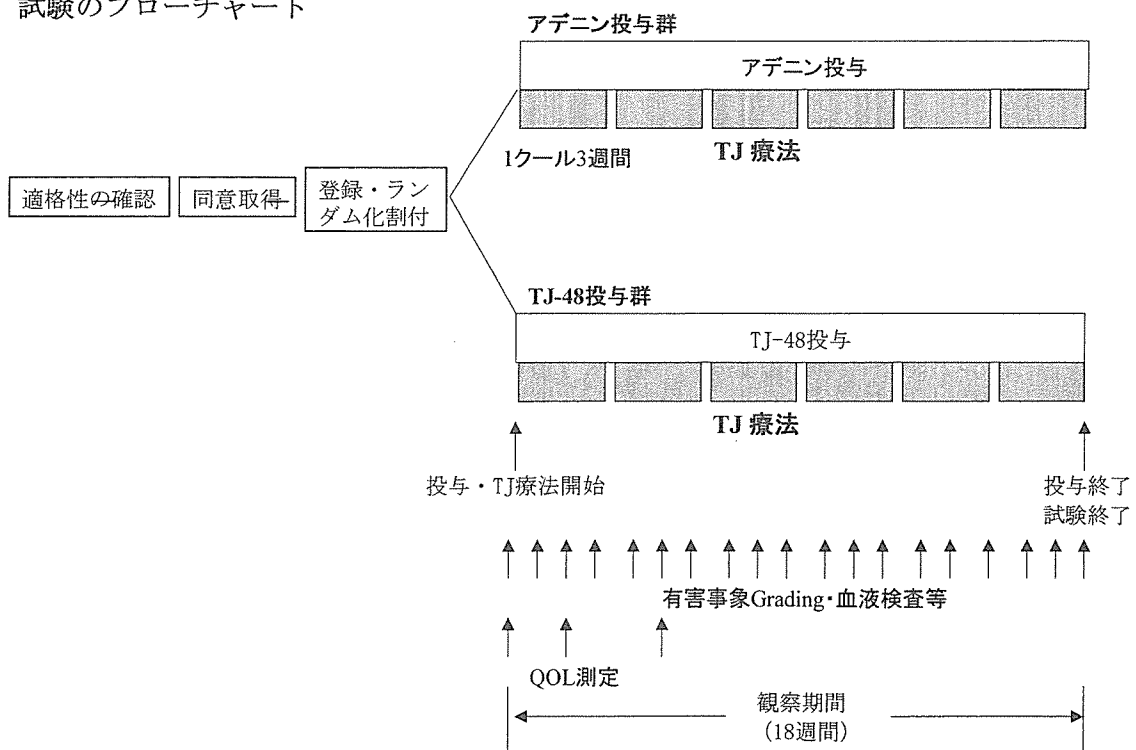 試験のフローチャート
アデニン投与群
アデニン投与
1クール3週間
TJ 療法
適格性の確認
同意取得
登録・ラン
ダム化割付
TJ-48投与群
TJ-48投与
TJ 療法
投与・TJ療法開始
投与終了
試験終了
有害事象Grading・血液検査等
QOL測定
観察期間
(18週間)